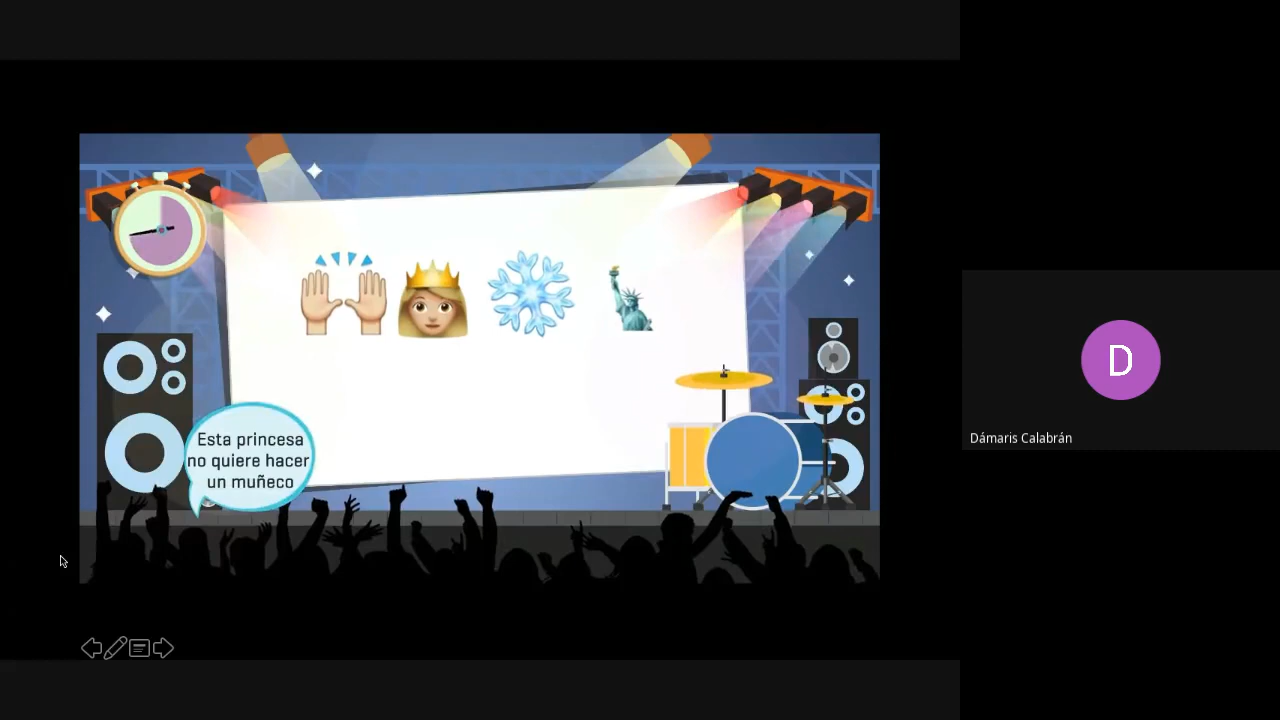 Esta princesa
no quiere hacer
un muñeco
D
Dámaris Calabrán